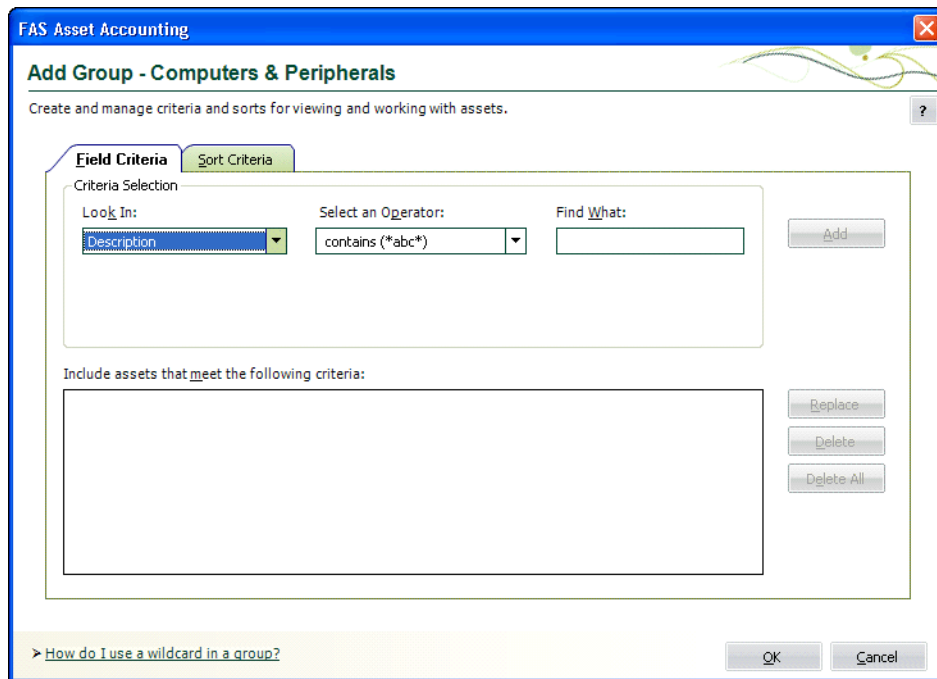 FAS Asset Accounting
Add Group - Computers & Peripherals
Create and manage criteria and sorts for viewing and working with assets.
?
Field Criteria
Sort Criteria
Criteria Selection
Look In:
Select an Operator:
Find What:
Description
contains (*abc*)
Add
Include assets that meet the following criteria:
Replace
Delete
Delete All
How do I use a wildcard in a group?
OK
Cancel